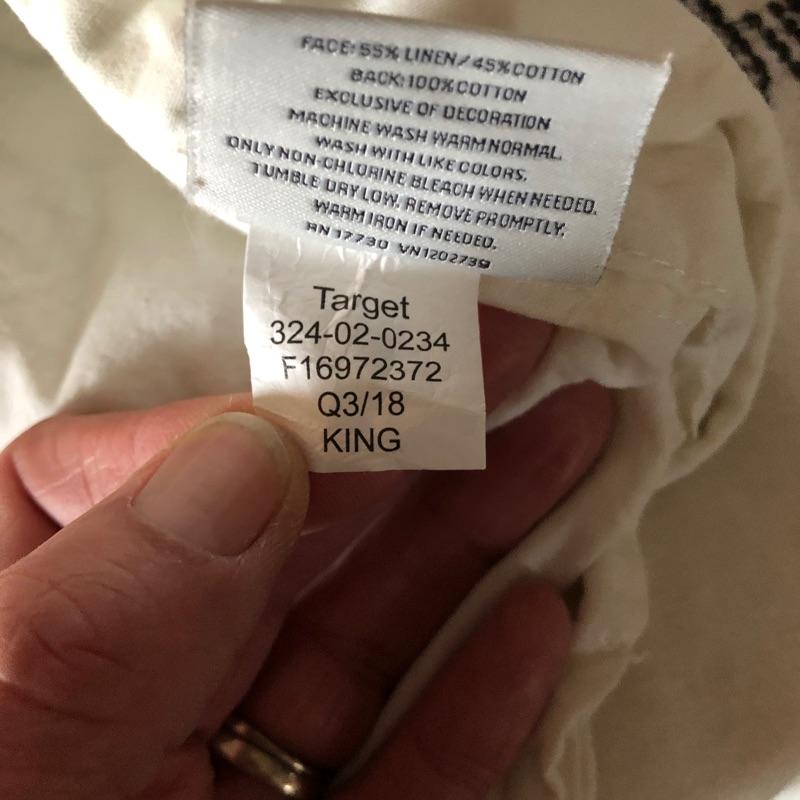 FACE: 55% LINEN/45% COTTON
BACK: 100% COTTON
EXCLUSIVE OF DECORATION
MACHINE WASH WARM NORMAL.
WASH WITH LIKE COLORS.
ONLY NON-CHLORINE BLEACH WHEN NEEDED.
TUMBLE DRY LOW. REMOVE PROMPTLY.
WARM IRON IF NEEDED.
RN 17730 VN1202739
Target
324-02-0234
F16972372
Q3/18
KING